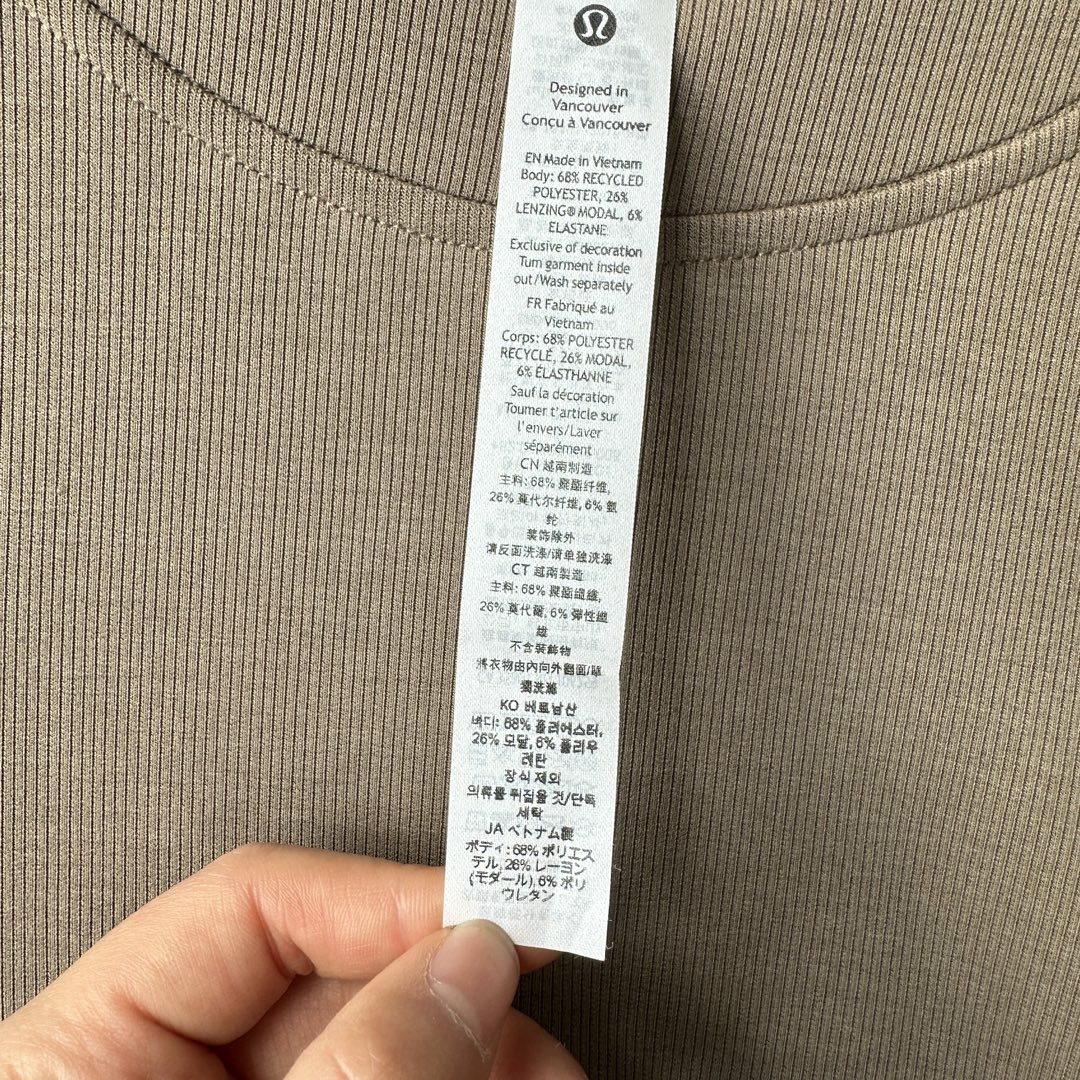 Designed in
Vancouver
Conçu à Vancouver
EN Made in Vietnam
Body: 68% RECYCLED
POLYESTER, 26%
LENZING® MODAL, 6%
ELASTANE
Exclusive of decoration
Turn garment inside
out/Wash separately
FR Fabriqué au
Vietnam
Corps: 68% POLYESTER
RECYCLÉ, 26% MODAL,
6% ÉLASTHANNE
Sauf la décoration
Tourner t'article sur
l'envers/Laver
séparément
CN 越南制造
主料: 68% 聚酯纤维,
26% 莫代尔纤维, 6% 氨
纶
装饰除外
请反面洗涤/请单独洗涤
CT 越南製造
主料: 68% 聚酯纖維,
26% 莫代爾, 6% 彈性纖
維
不含裝飾物
將衣物由內向外翻面/單
獨洗滌
KO 베트남산
바디: 68% 폴리에스터,
26% 모달, 6% 폴리우
레탄
장식 제외
의류를 뒤집을 것/단독
세탁
JA ベトナム製
ボディ: 68% ポリエス
テル, 26% レーヨン
(モダール), 6% ポリ
ウレタン